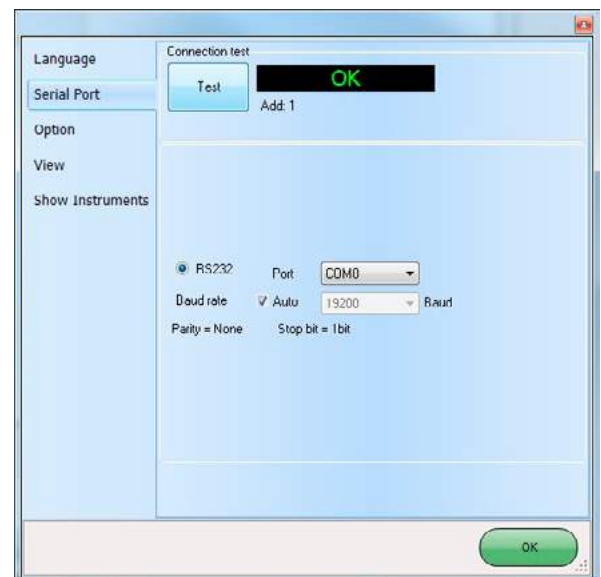 Language
Serial Port
Option
View
Show Instruments
Connection test
Test
OK
Add: 1
RS232
Port
COM0
Baud rate
Auto
19200
Baud
Parity = None
Stop bit = 1bit
OK